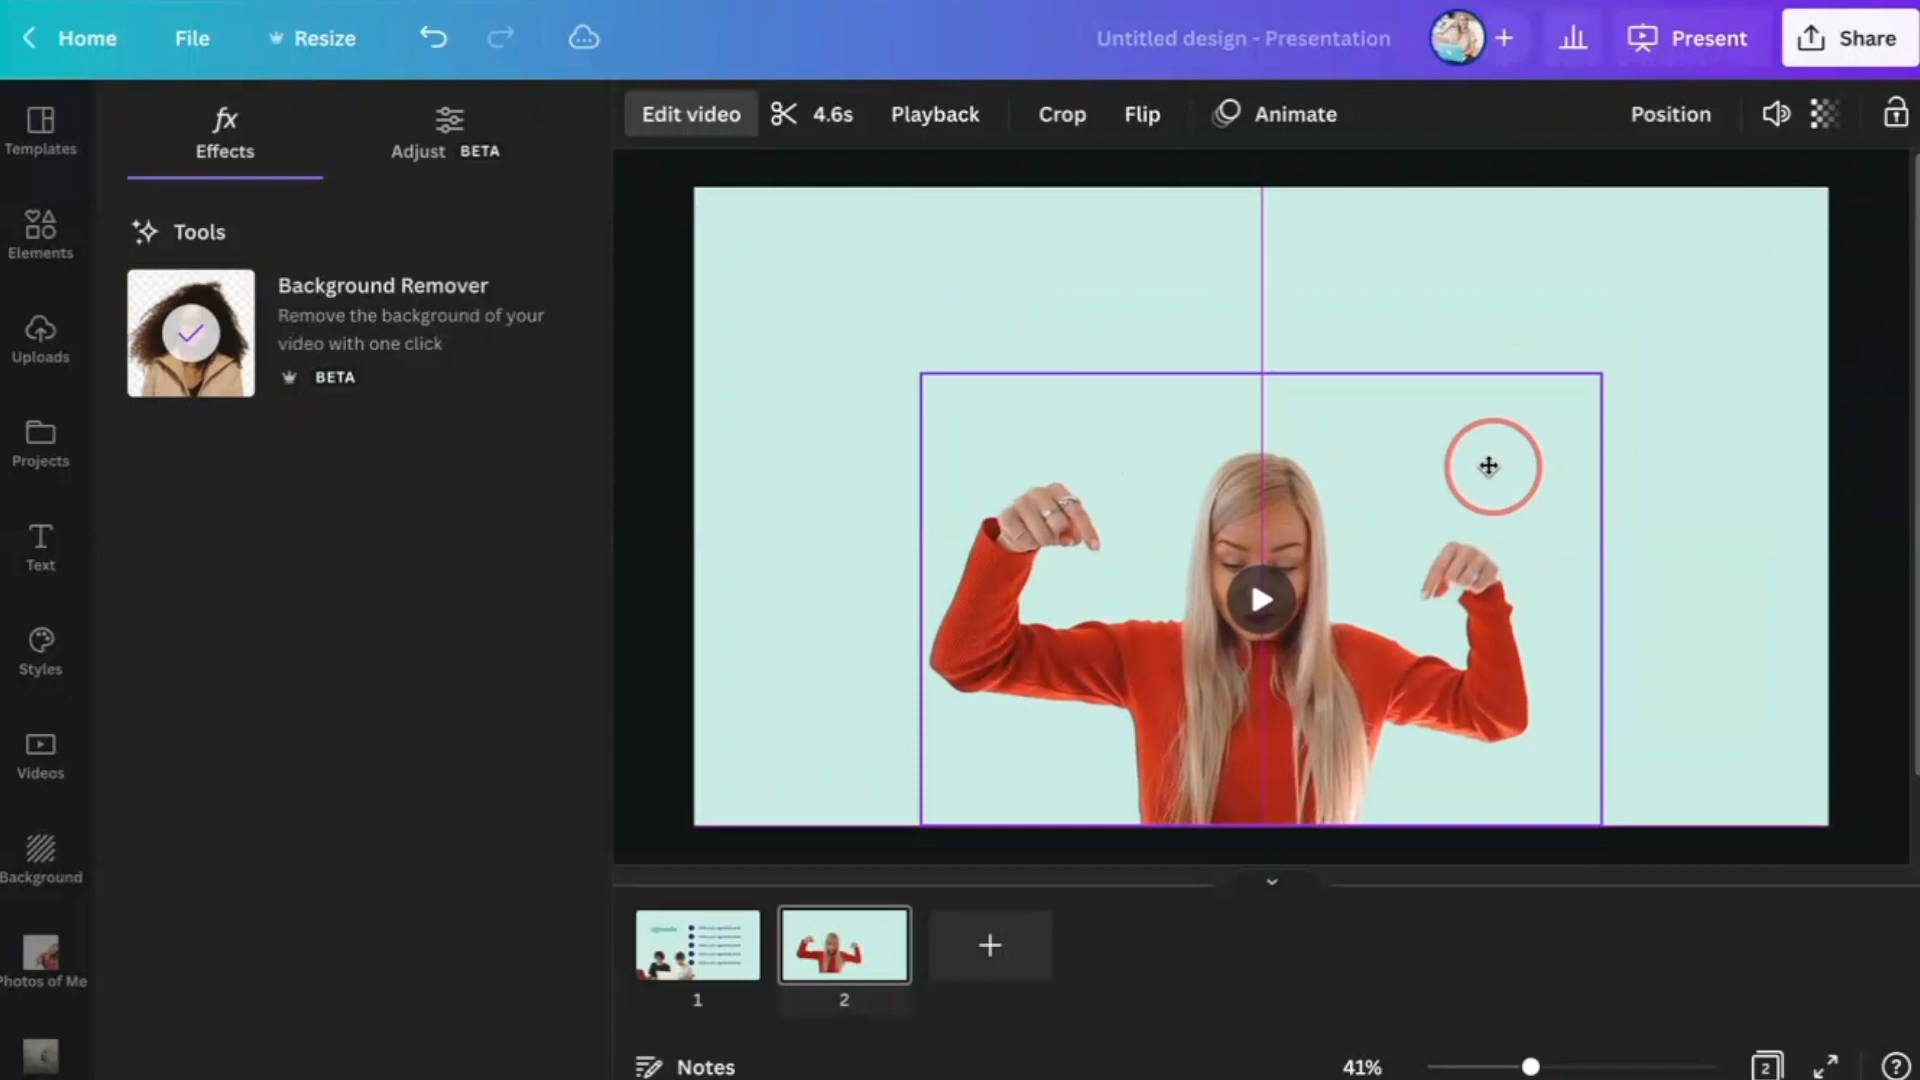 Home
File
Resize
Untitled design - Presentation
+
Present
Share
Templates
Elements
Uploads
Projects
Text
Styles
Videos
Background
Photos of Me
fx
Effects
Adjust BETA
Tools
Background Remover
Remove the background of your
video with one click
BETA
Edit video
4.6s
Playback
Crop
Flip
Animate
Position
+
1
2
Notes
41%
2
?